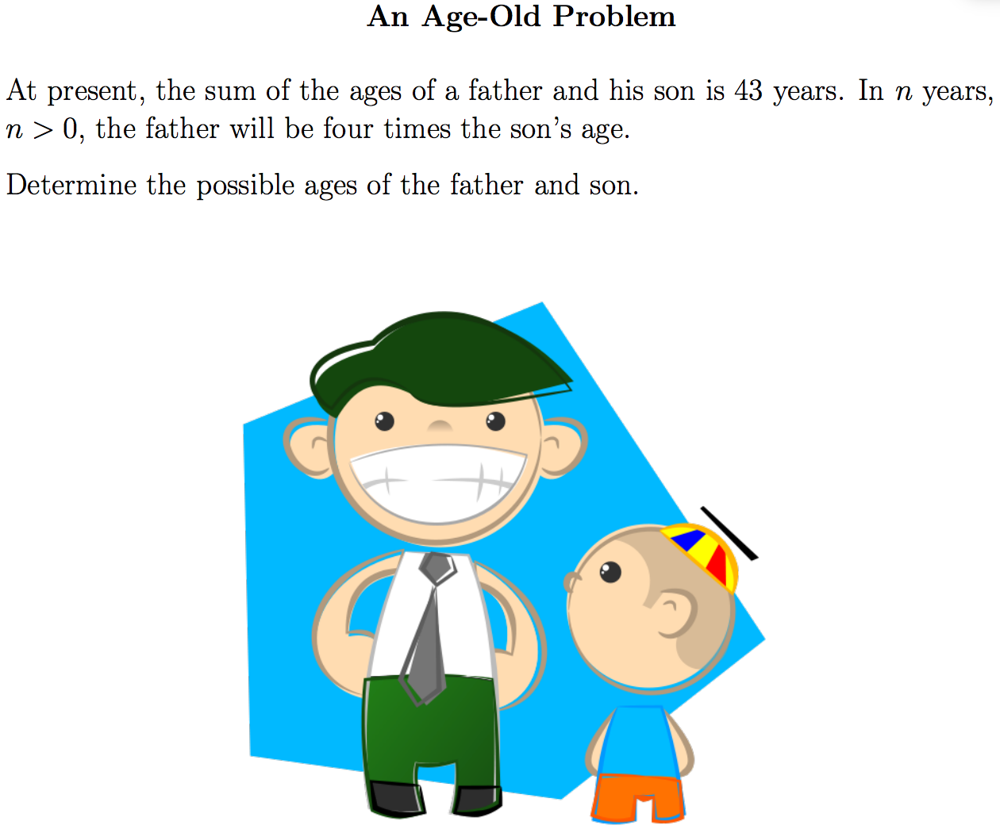 An Age-Old Problem
At present, the sum of the ages of a father and his son is 43 years. In n years,
n > 0, the father will be four times the son’s age.
Determine the possible ages of the father and son.